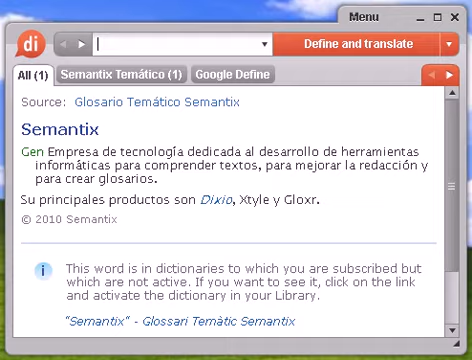 Menu
di
Define and translate
All (1)
Semantix Temático (1)
Google Define
Source: Glosario Temático Semantix
Semantix
Gen Empresa de tecnología dedicada al desarrollo de herramientas
informáticas para comprender textos, para mejorar la redacción y
para crear glosarios.
Su principales productos son Dixio, Xtyle y Gloxr.
© 2010 Semantix
i
This word is in dictionaries to which you are subscribed but
which are not active. If you want to see it, click on the link
and activate the dictionary in your Library.
"Semantix" - Glossari Temàtic Semantix